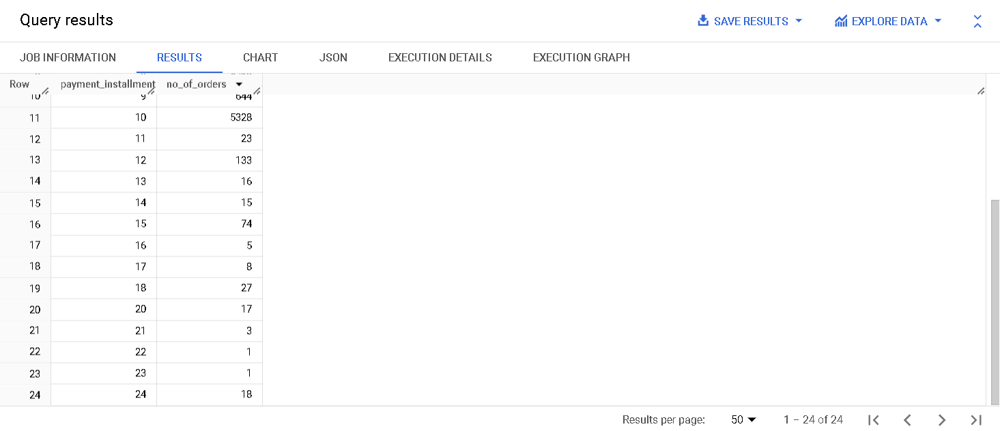 Query results SAVE RESULTS EXPLORE DATA
JOB INFORMATION RESULTS CHART JSON EXECUTION DETAILS EXECUTION GRAPH
Row payment_installment no_of_orders
10 9 644
11 10 5328
12 11 23
13 12 133
14 13 16
15 14 15
16 15 74
17 16 5
18 17 8
19 18 27
20 20 17
21 21 3
22 22 1
23 23 1
24 24 18
Results per page: 50 1 – 24 of 24